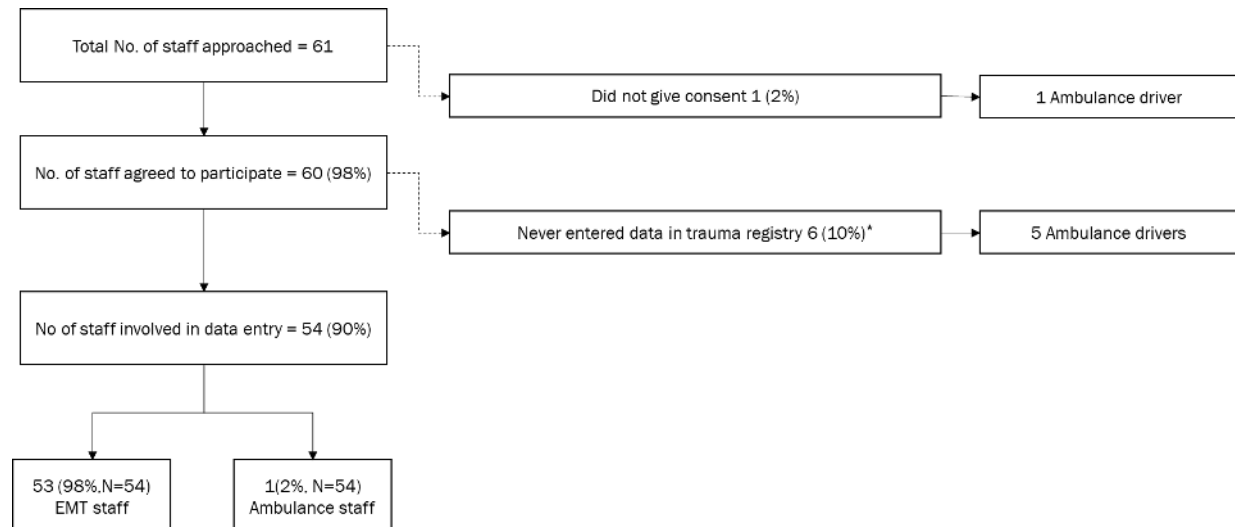 Total No. of staff approached = 61
Did not give consent 1 (2%)
1 Ambulance driver
No. of staff agreed to participate = 60 (98%)
Never entered data in trauma registry 6 (10%)*
5 Ambulance drivers
No of staff involved in data entry = 54 (90%)
53 (98%,N=54)
EMT staff
1(2%, N=54)
Ambulance staff